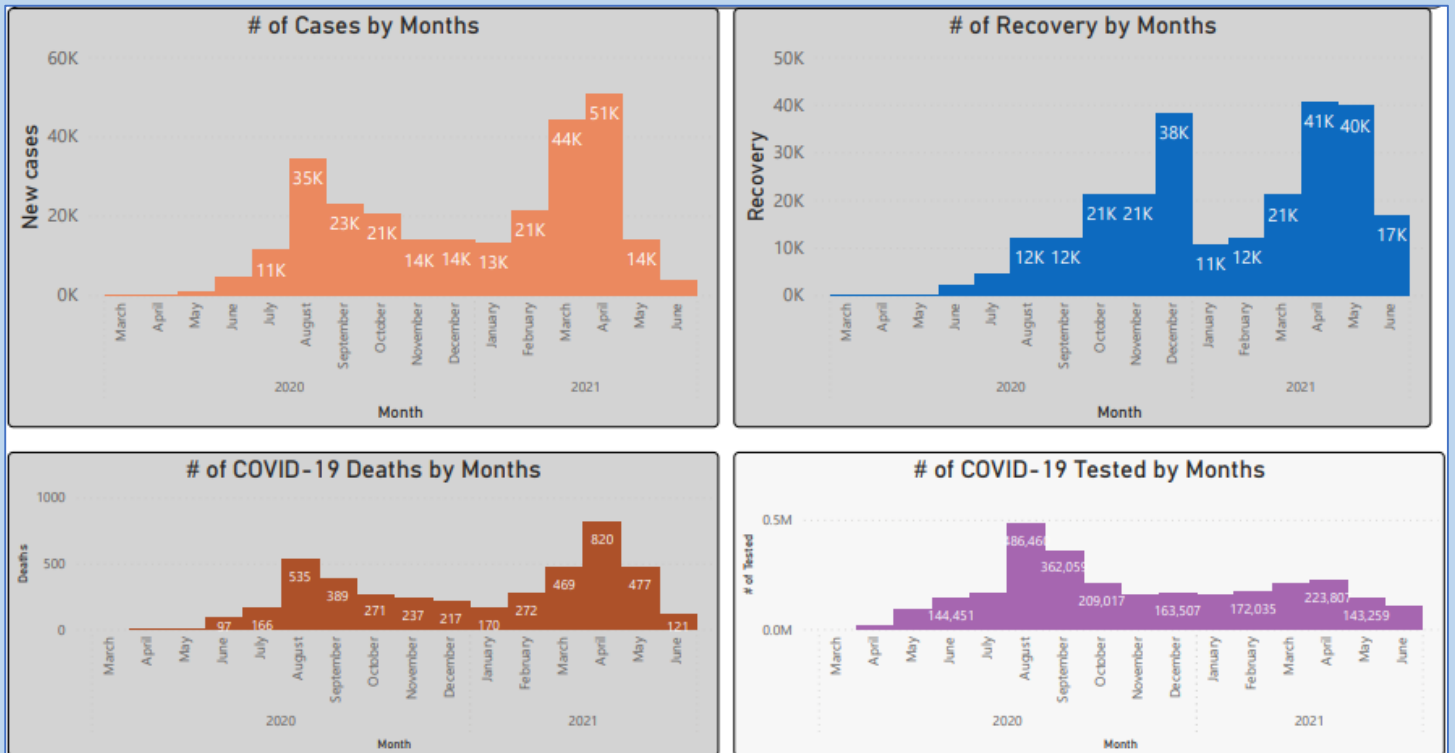 # of Cases by Months
60K
40K
20K
0K
New cases
35K
23K
21K
11K
14K
14K
13K
21K
44K
51K
14K
March
April
May
June
July
August
September
October
November
December
January
February
March
April
May
June
2020
2021
Month
# of Recovery by Months
50K
40K
30K
20K
10K
0K
Recovery
12K
12K
21K
21K
38K
11K
12K
21K
41K
40K
17K
March
April
May
June
July
August
September
October
November
December
January
February
March
April
May
June
2020
2021
Month
# of COVID-19 Deaths by Months
1000
500
0
Deaths
97
166
535
389
271
237
217
170
272
469
820
477
121
March
April
May
June
July
August
September
October
November
December
January
February
March
April
May
June
2020
2021
Month
# of COVID-19 Tested by Months
0.5M
0.0M
# of Tested
144,451
362,059
209,017
163,507
172,035
223,807
143,259
March
April
May
June
July
August
September
October
November
December
January
February
March
April
May
June
2020
2021
Month